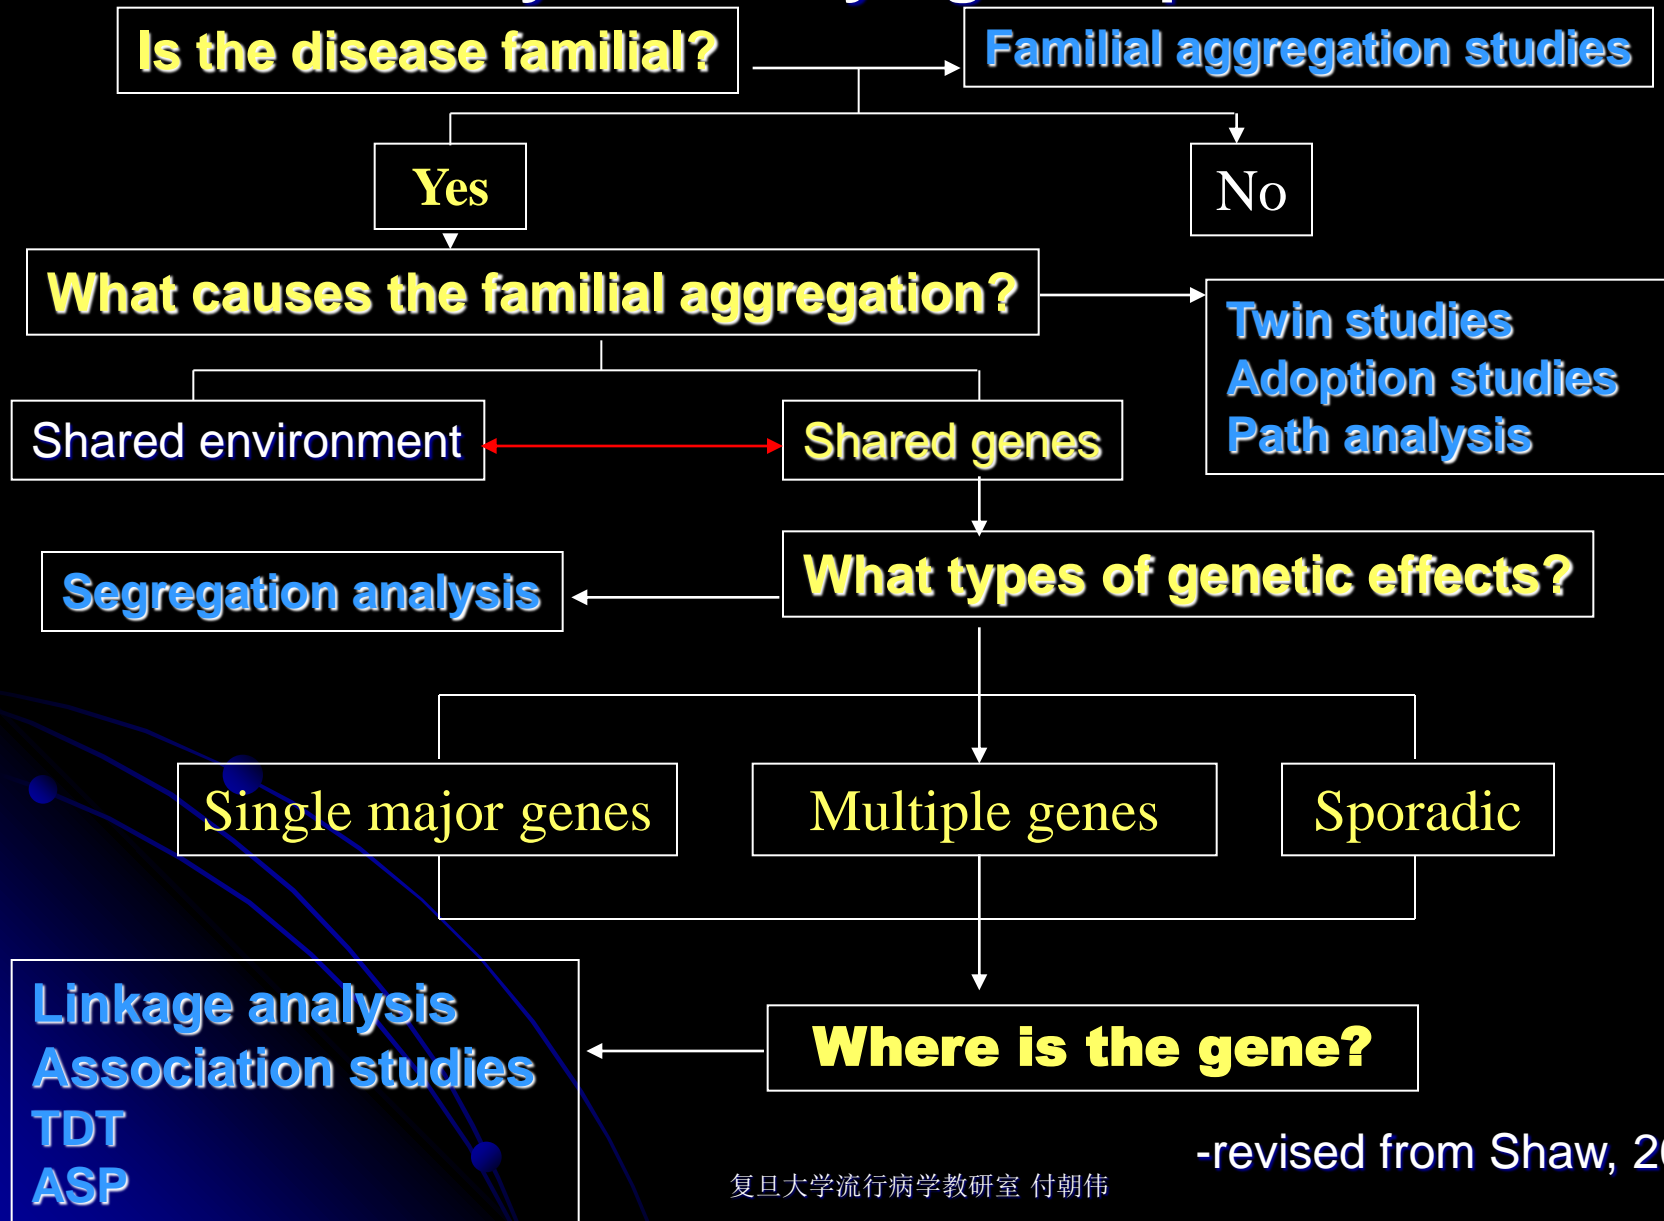 Is the disease familial?
Familial aggregation studies
Yes
No
What causes the familial aggregation?
Twin studies
Adoption studies
Path analysis
Shared environment
Shared genes
What types of genetic effects?
Segregation analysis
Single major genes
Multiple genes
Sporadic
Where is the gene?
Linkage analysis
Association studies
TDT
ASP
-revised from Shaw,
复旦大学流行病学教研室 付朝伟